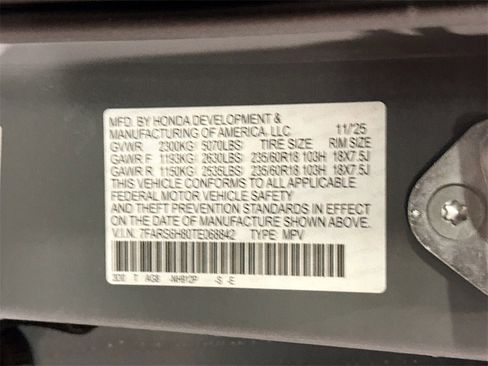 MFD. BY HONDA DEVELOPMENT &
MANUFACTURING OF AMERICA, LLC 11/25
GVWR 2300KG( 5070LBS) TIRE SIZE RIM SIZE
GAWR F 1193KG( 2630LBS) 235/60R18 103H 18X7.5J
GAWR R 1150KG( 2535LBS) 235/60R18 103H 18X7.5J
THIS VEHICLE CONFORMS TO ALL APPLICABLE
FEDERAL MOTOR VEHICLE SAFETY
AND THEFT PREVENTION STANDARDS IN EFFECT
ON THE DATE OF MANUFACTURE SHOWN ABOVE.
V.I.N. 7FARS6H80TE068842 TYPE: MPV
-S -E